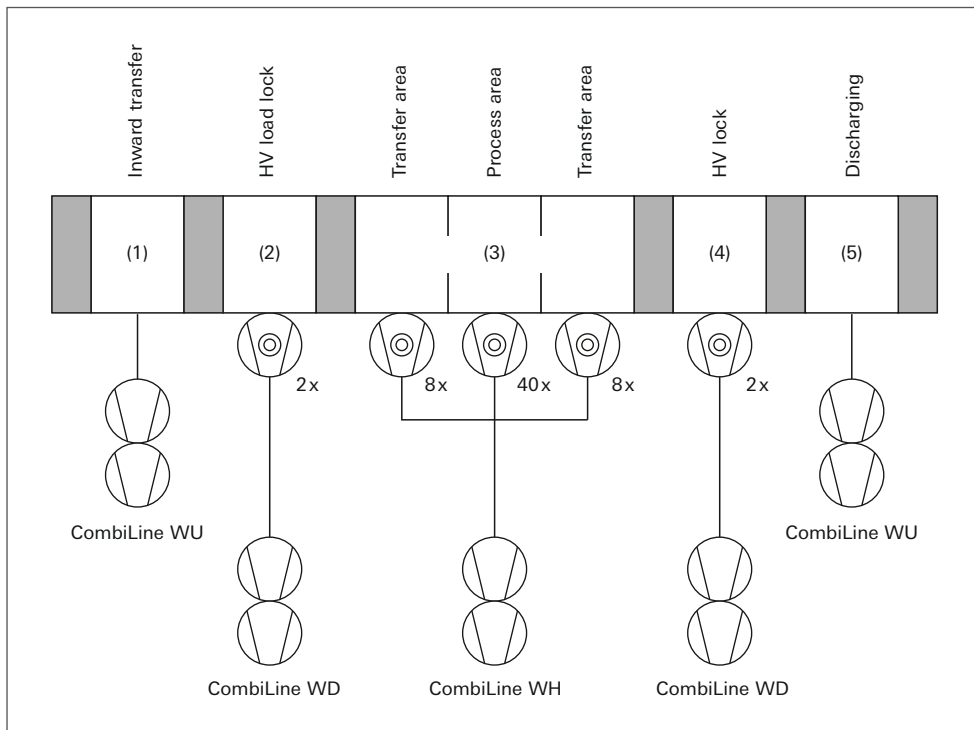 Inward transfer
HV load lock
Transfer area
Process area
Transfer area
HV lock
Discharging
(1)
(2)
(3)
(4)
(5)
2x
8x
40x
8x
2x
CombiLine WU
CombiLine WU
CombiLine WD
CombiLine WH
CombiLine WD